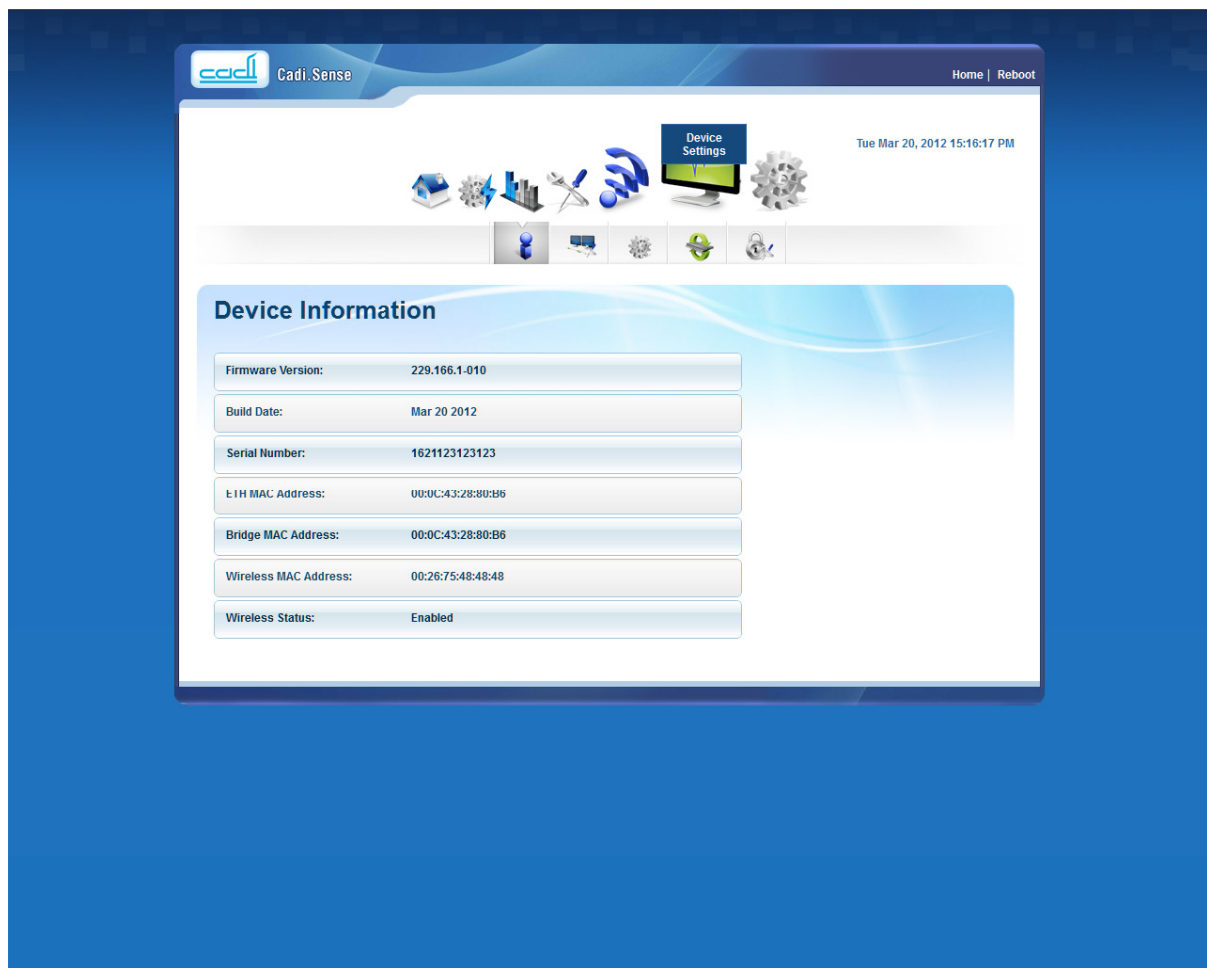 cadi
Cadi.Sense
Home | Reboot
Device
Settings
Tue Mar 20, 2012 15:16:17 PM
Device Information
Firmware Version: 229.166.1-010
Build Date: Mar 20 2012
Serial Number: 1621123123123
ETH MAC Address: 00:0C:43:28:80:B6
Bridge MAC Address: 00:0C:43:28:80:B6
Wireless MAC Address: 00:26:75:48:48:48
Wireless Status: Enabled